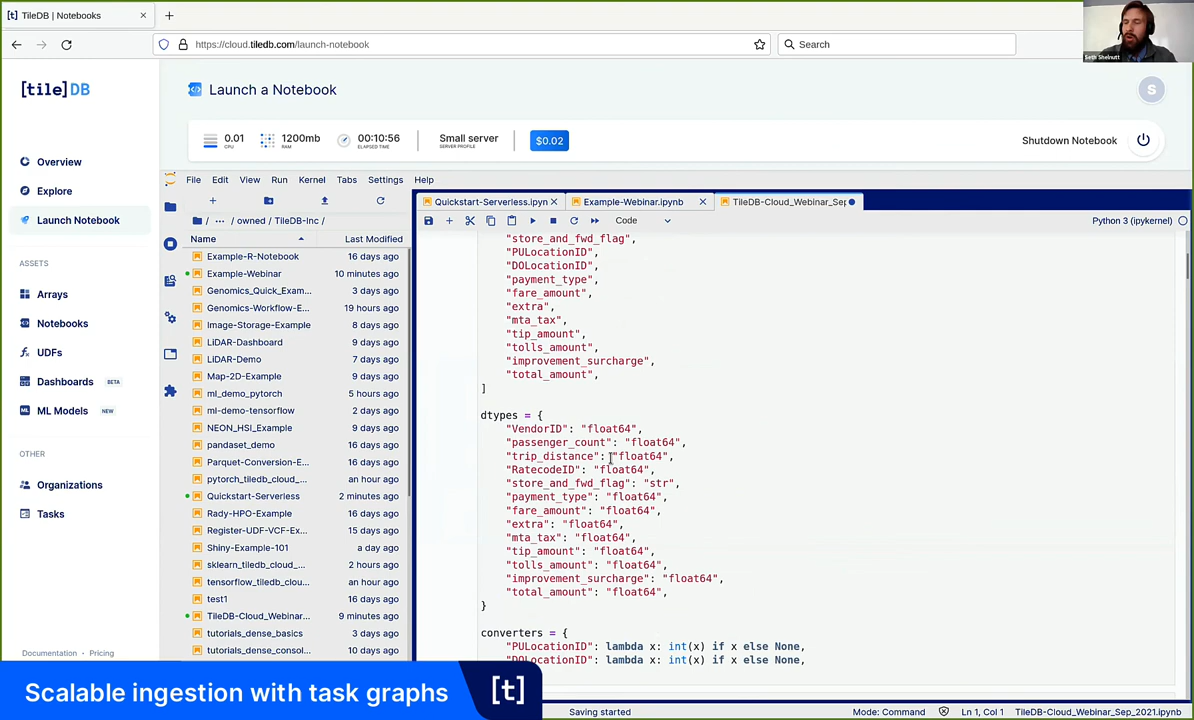 [t] TileDB | Notebooks
https://cloud.tiledb.com/launch-notebook
Search
Seth Shelnutt
[tile]DB
Launch a Notebook
S
0.01 CPU
1200mb RAM
00:10:56 ELAPSED TIME
Small server SERVER PROFILE
$0.02
Shutdown Notebook
Overview
Explore
Launch Notebook
ASSETS
Arrays
Notebooks
UDFs
Dashboards BETA
ML Models NEW
OTHER
Organizations
Tasks
Documentation - Pricing
File Edit View Run Kernel Tabs Settings Help
/ ··· / owned / TileDB-Inc /
Name Last Modified
Example-R-Notebook 16 days ago
Example-Webinar 10 minutes ago
Genomics_Quick_Exam... 3 days ago
Genomics-Workflow-E... 19 hours ago
Image-Storage-Example 8 days ago
LiDAR-Dashboard 9 days ago
LiDAR-Demo 7 days ago
Map-2D-Example 9 days ago
ml_demo_pytorch 5 hours ago
ml-demo-tensorflow 2 days ago
NEON_HSI_Example 9 days ago
pandaset_demo 16 days ago
Parquet-Conversion-E... 16 days ago
pytorch_tiledb_cloud_... an hour ago
Quickstart-Serverless 2 minutes ago
Rady-HPO-Example 16 days ago
Register-UDF-VCF-Ex... 15 days ago
Shiny-Example-101 a day ago
sklearn_tiledb_cloud_... 2 hours ago
tensorflow_tiledb_clou... an hour ago
test1 16 days ago
TileDB-Cloud_Webinar... 9 minutes ago
tutorials_dense_basics 3 days ago
tutorials_dense_consol... 10 days ago
Quickstart-Serverless.ipyn
Example-Webinar.ipynb
TileDB-Cloud_Webinar_Sep
Code
Python 3 (ipykernel)
"store_and_fwd_flag",
"PULocationID",
"DOLocationID",
"payment_type",
"fare_amount",
"extra",
"mta_tax",
"tip_amount",
"tolls_amount",
"improvement_surcharge",
"total_amount",
]
dtypes = {
"VendorID": "float64",
"passenger_count": "float64",
"trip_distance": "float64",
"RatecodeID": "float64",
"store_and_fwd_flag": "str",
"payment_type": "float64",
"fare_amount": "float64",
"extra": "float64",
"mta_tax": "float64",
"tip_amount": "float64",
"tolls_amount": "float64",
"improvement_surcharge": "float64",
"total_amount": "float64",
}
converters = {
"PULocationID": lambda x: int(x) if x else None,
"DOLocationID": lambda x: int(x) if x else None,
Scalable ingestion with task graphs
[t]
Saving started
Mode: Command
Ln 1, Col 1
TileDB-Cloud_Webinar_Sep_2021.ipynb